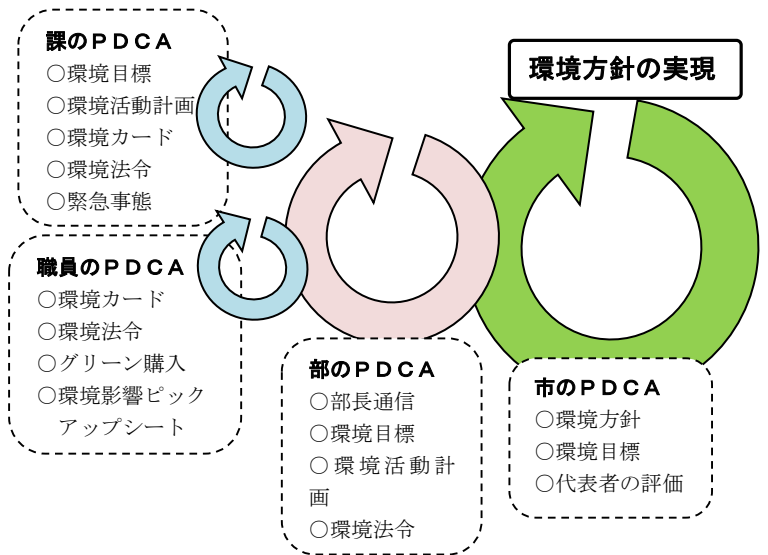 課のＰＤＣＡ
○環境目標
○環境活動計画
○環境カード
○環境法令
○緊急事態
環境方針の実現
職員のＰＤＣＡ
○環境カード
○環境法令
○グリーン購入
○環境影響ピック
アップシート
部のＰＤＣＡ
○部長通信
○環境目標
○環境活動計
画
○環境法令
市のＰＤＣＡ
○環境方針
○環境目標
○代表者の評価